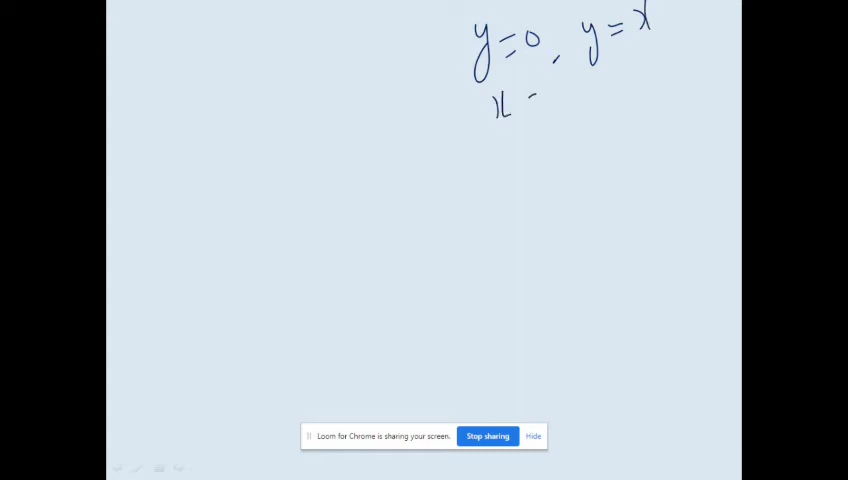 y = 0, y = x
x -
Loom for Chrome is sharing your screen. Stop sharing Hide